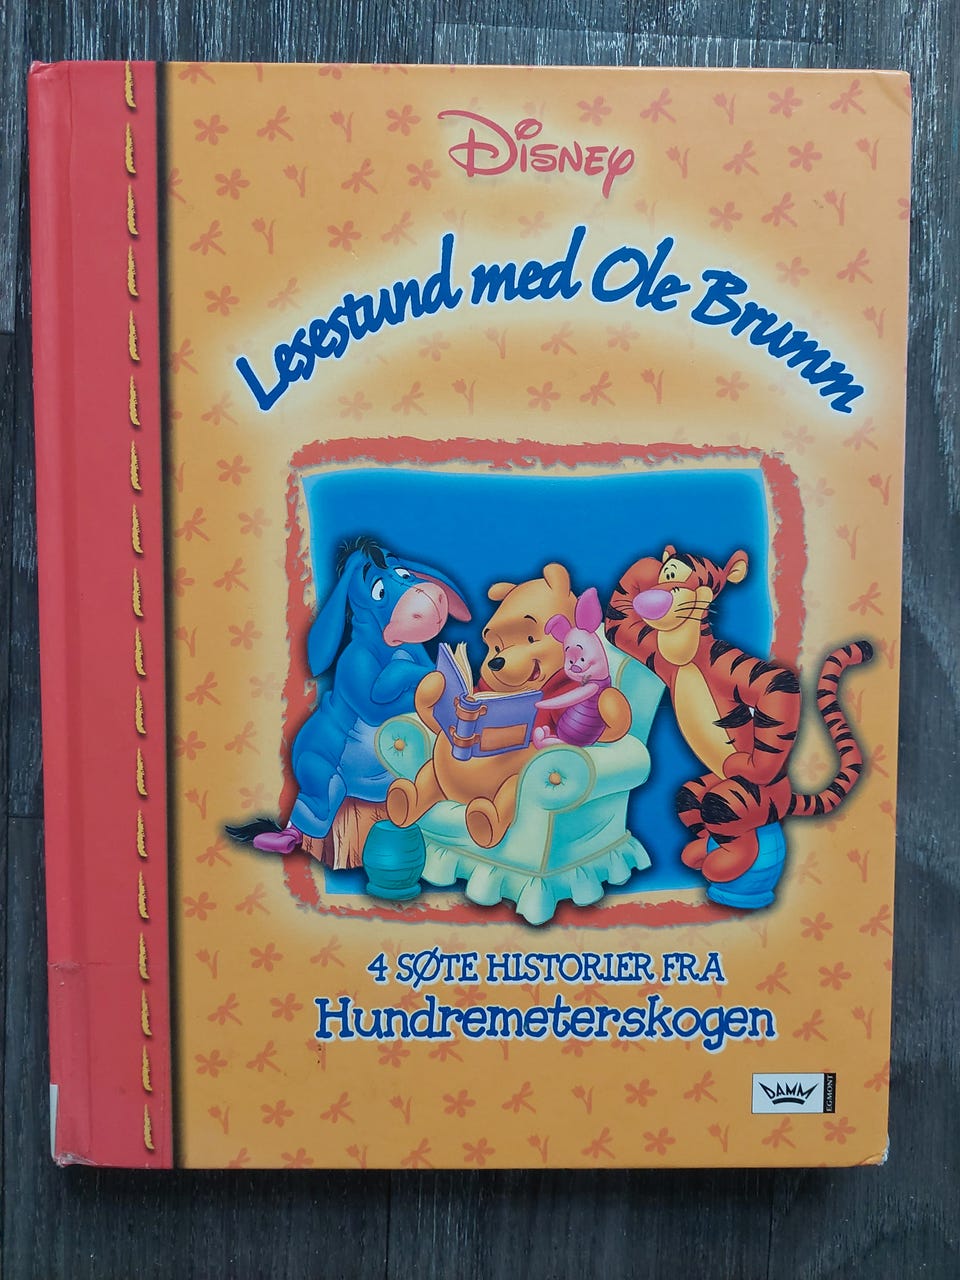 Disney
Lesestund med Ole Brumm
4 SØTE HISTORIER FRA
Hundremeterskogen
DAMM
EGMONT